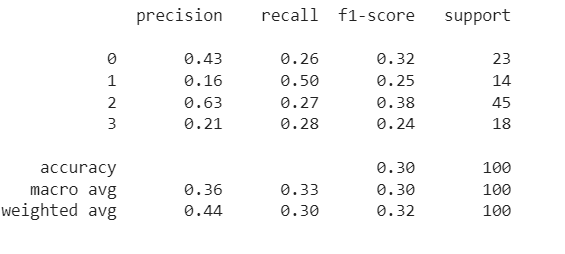 precision recall f1-score support
0 0.43 0.26 0.32 23
1 0.16 0.50 0.25 14
2 0.63 0.27 0.38 45
3 0.21 0.28 0.24 18
accuracy 0.30 100
macro avg 0.36 0.33 0.30 100
weighted avg 0.44 0.30 0.32 100